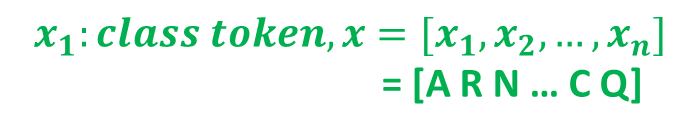 x₁: class token, x = [x₁, x₂, ..., xₙ]
= [A R N ... C Q]